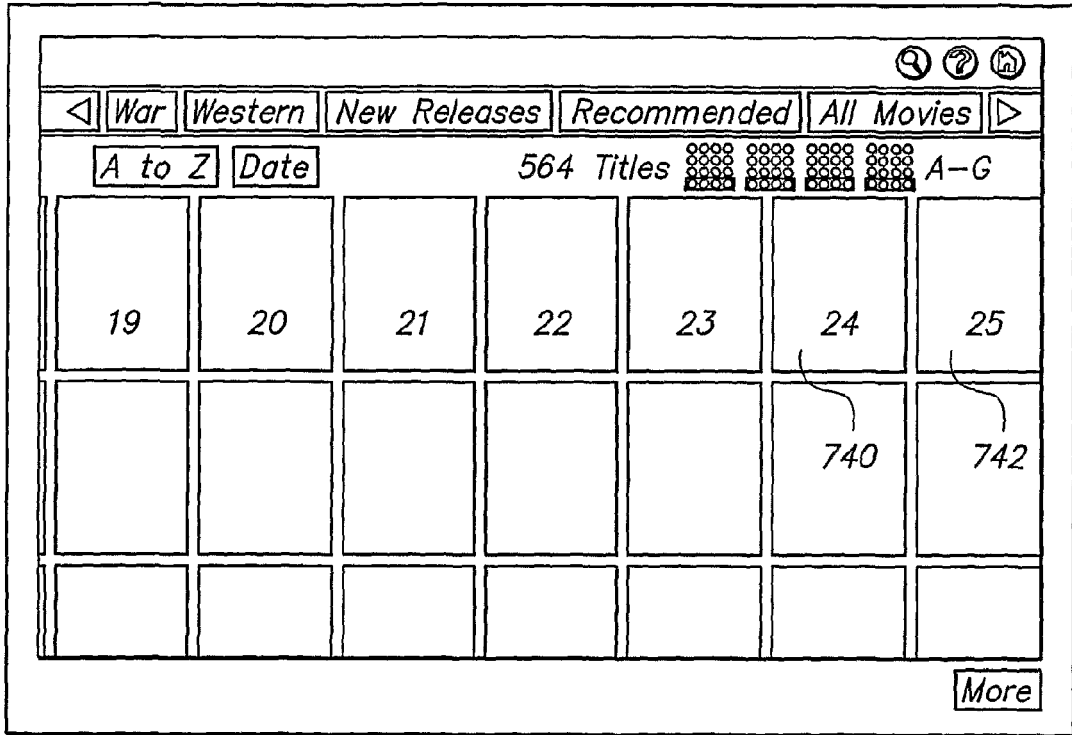 War Western New Releases Recommended All Movies
A to Z Date 564 Titles A-G
19 20 21 22 23 24 25
740 742
More